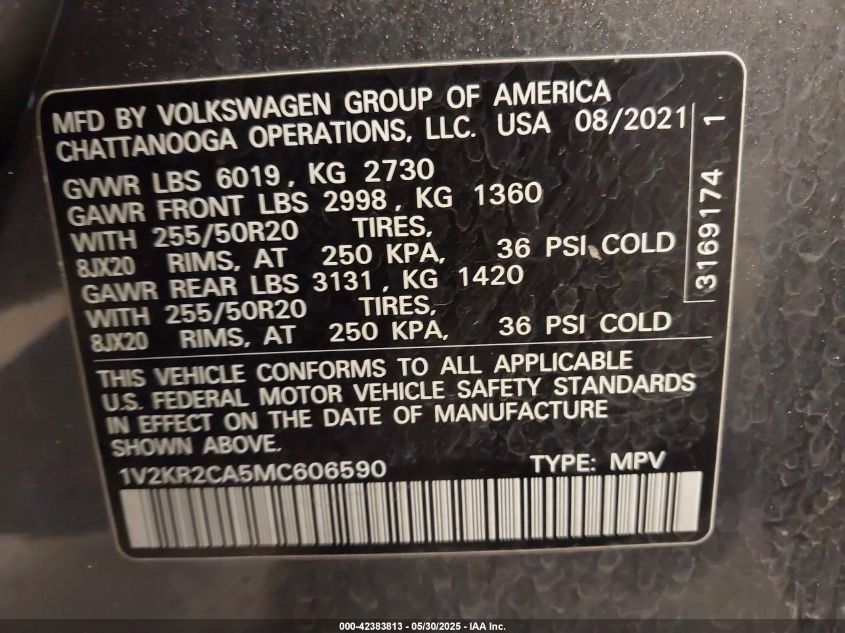 MFD BY VOLKSWAGEN GROUP OF AMERICA
CHATTANOOGA OPERATIONS, LLC. USA 08/2021
GVWR LBS 6019, KG 2730
GAWR FRONT LBS 2998, KG 1360
WITH 255/50R20 TIRES,
8JX20 RIMS, AT 250 KPA, 36 PSI COLD
GAWR REAR LBS 3131, KG 1420
WITH 255/50R20 TIRES,
8JX20 RIMS, AT 250 KPA, 36 PSI COLD
3169174 1
THIS VEHICLE CONFORMS TO ALL APPLICABLE
U.S. FEDERAL MOTOR VEHICLE SAFETY STANDARDS
IN EFFECT ON THE DATE OF MANUFACTURE
SHOWN ABOVE.
1V2KR2CA5MC606590 TYPE: MPV
000-42383813 - 05/30/2025 - IAA Inc.